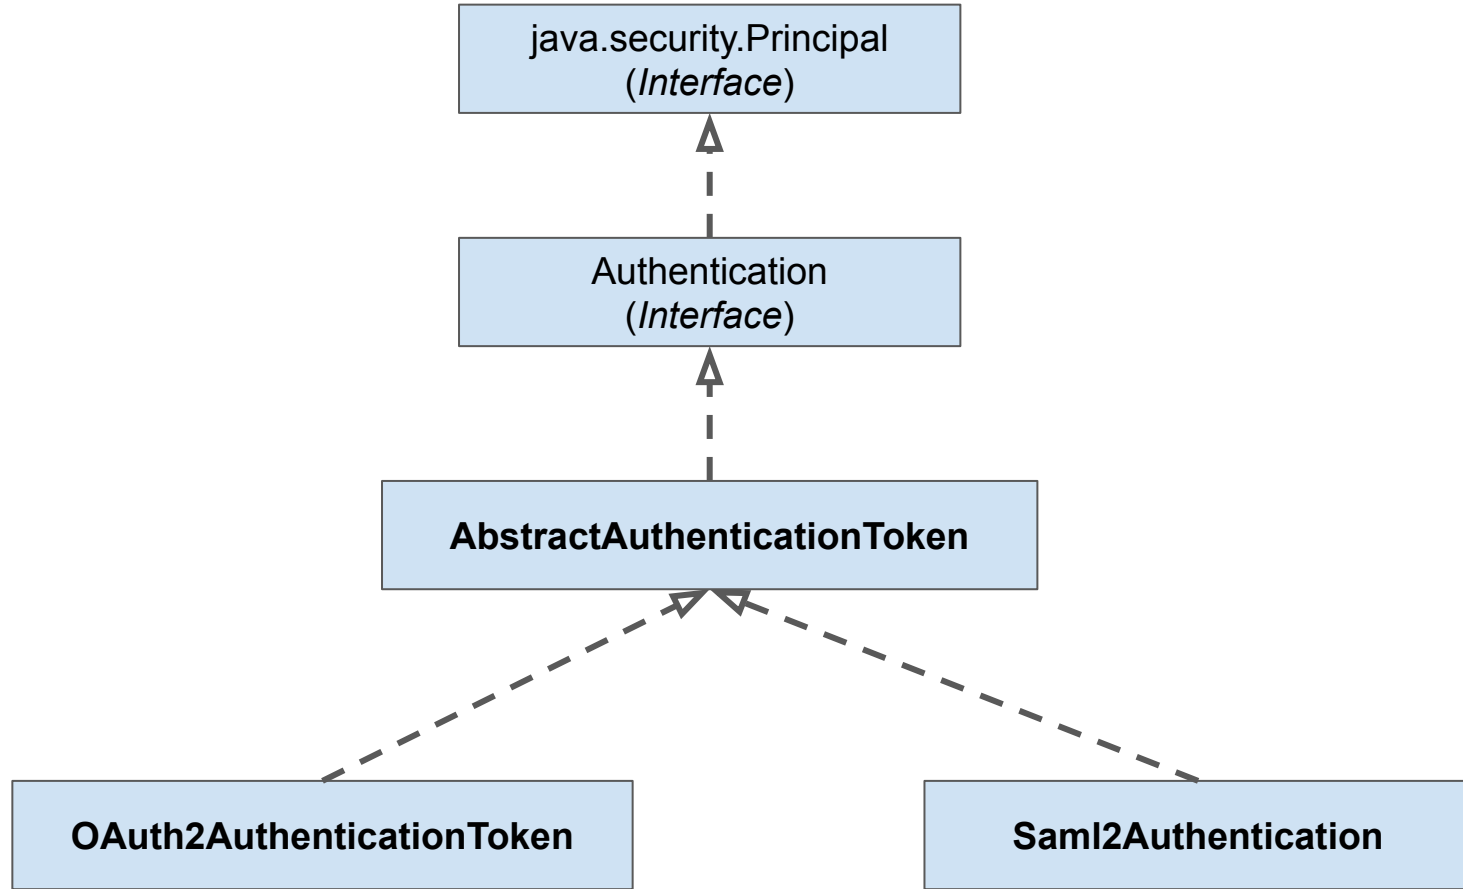 java.security.Principal
(Interface)
Authentication
(Interface)
AbstractAuthenticationToken
OAuth2AuthenticationToken
Saml2Authentication